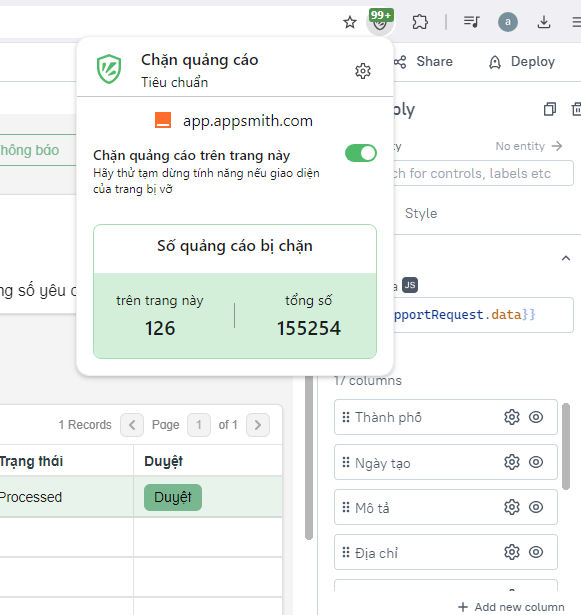 99+
a
Chặn quảng cáo
Tiêu chuẩn
Share
Deploy
app.appsmith.com
Chặn quảng cáo trên trang này
Hãy thử tạm dừng tính năng nếu giao diện
của trang bị vỡ
No entity
hông báo
ch for controls, labels etc
Style
Số quảng cáo bị chặn
trên trang này
tổng số
126
155254
ng số yêu c
JS
pportRequest.data}}
17 columns
1 Records
Page
1
of 1
Thành phố
Trạng thái
Duyệt
Ngày tạo
Processed
Duyệt
Mô tả
Địa chỉ
+ Add new column